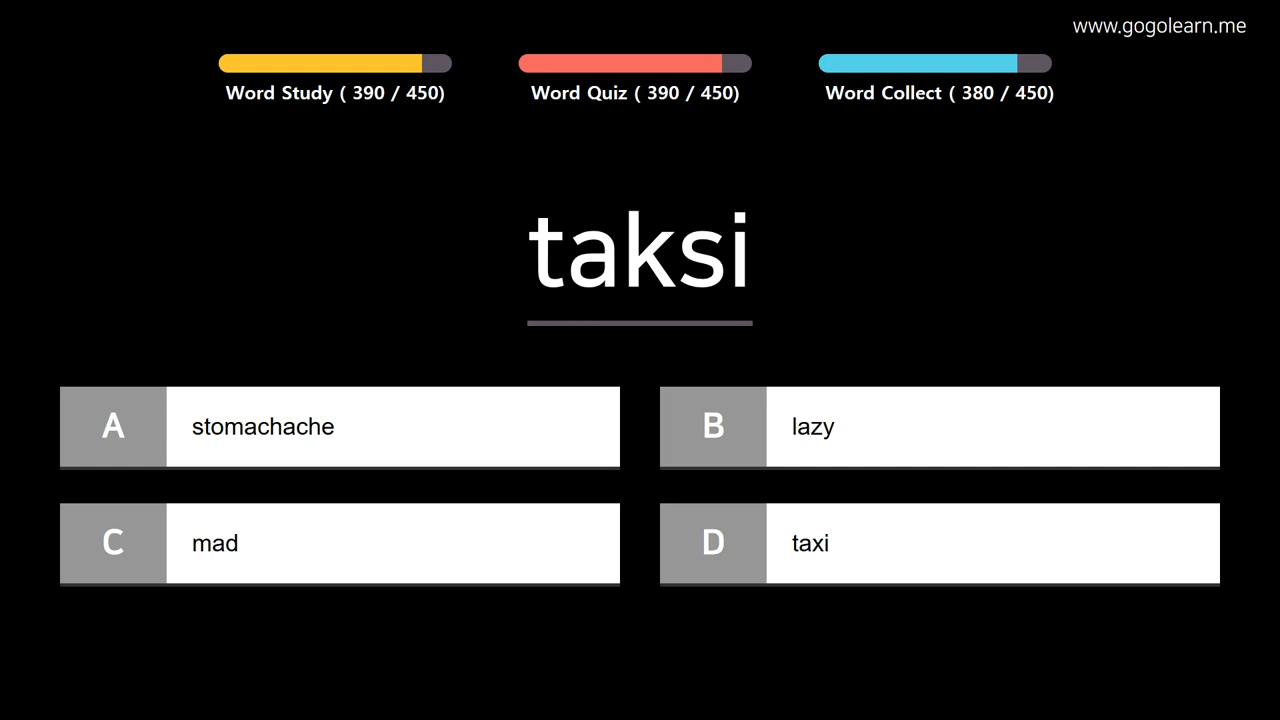 www.gogolearn.me
Word Study ( 390 / 450)
Word Quiz ( 390 / 450)
Word Collect ( 380 / 450)
taksi
A stomachache
B lazy
C mad
D taxi